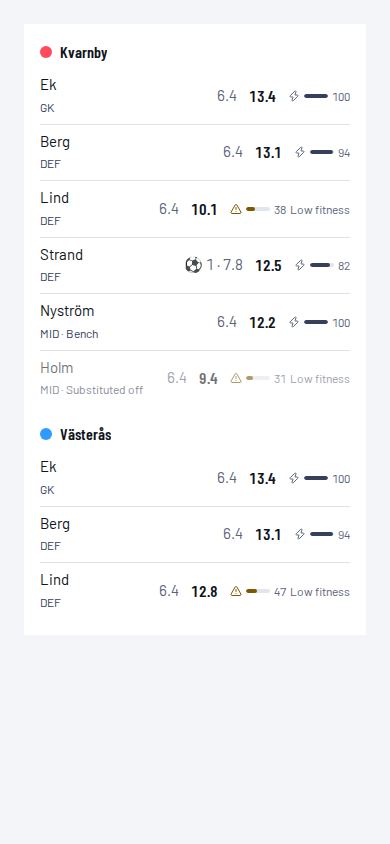 Kvarnby
Ek
GK
6.4 13.4 100
Berg
DEF
6.4 13.1 94
Lind
DEF
6.4 10.1 38 Low fitness
Strand
DEF
1 · 7.8 12.5 82
Nyström
MID · Bench
6.4 12.2 100
Holm
MID · Substituted off
6.4 9.4 31 Low fitness
Västerås
Ek
GK
6.4 13.4 100
Berg
DEF
6.4 13.1 94
Lind
DEF
6.4 12.8 47 Low fitness